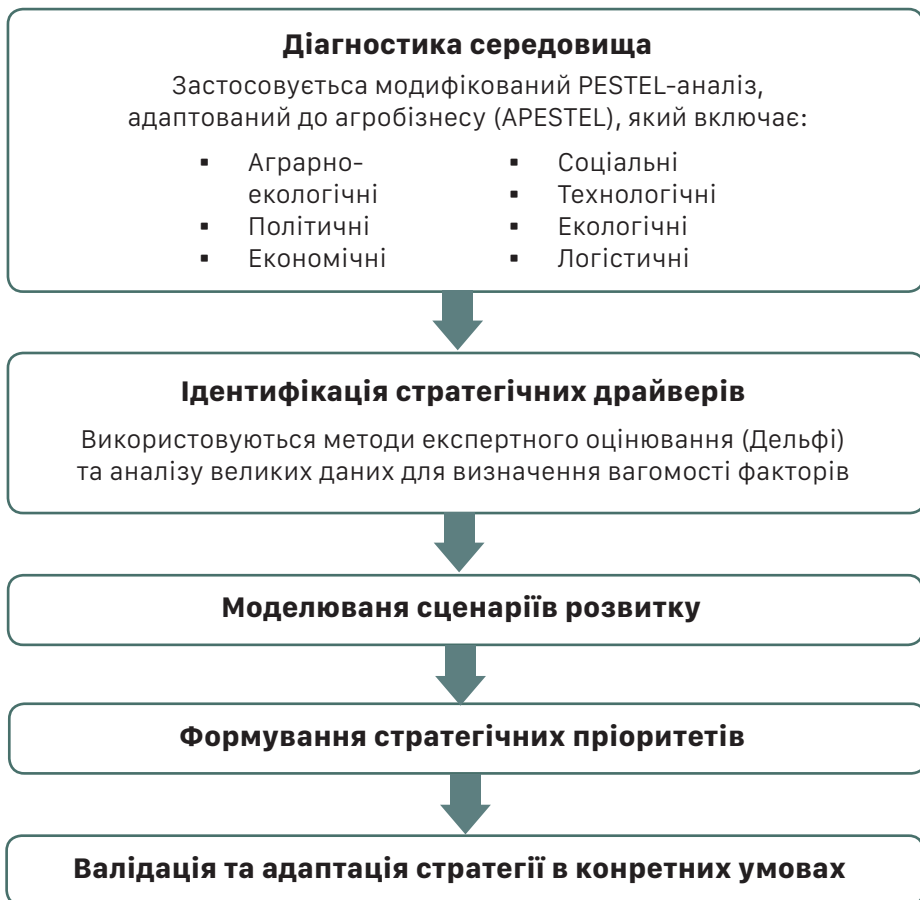 Діагностика середовища
Застосовується модифікований PESTEL-аналіз,
адаптований до агробізнесу (APESTEL), який включає:
▪ Аграрно-
екологічні
▪ Політичні
▪ Економічні
▪ Соціальні
▪ Технологічні
▪ Екологічні
▪ Логістичні
Ідентифікація стратегічних драйверів
Використовуються методи експертного оцінювання (Дельфі)
та аналізу великих даних для визначення вагомості факторів
Моделюваня сценаріїв розвитку
Формування стратегічних пріоритетів
Валідація та адаптація стратегії в конретних умовах